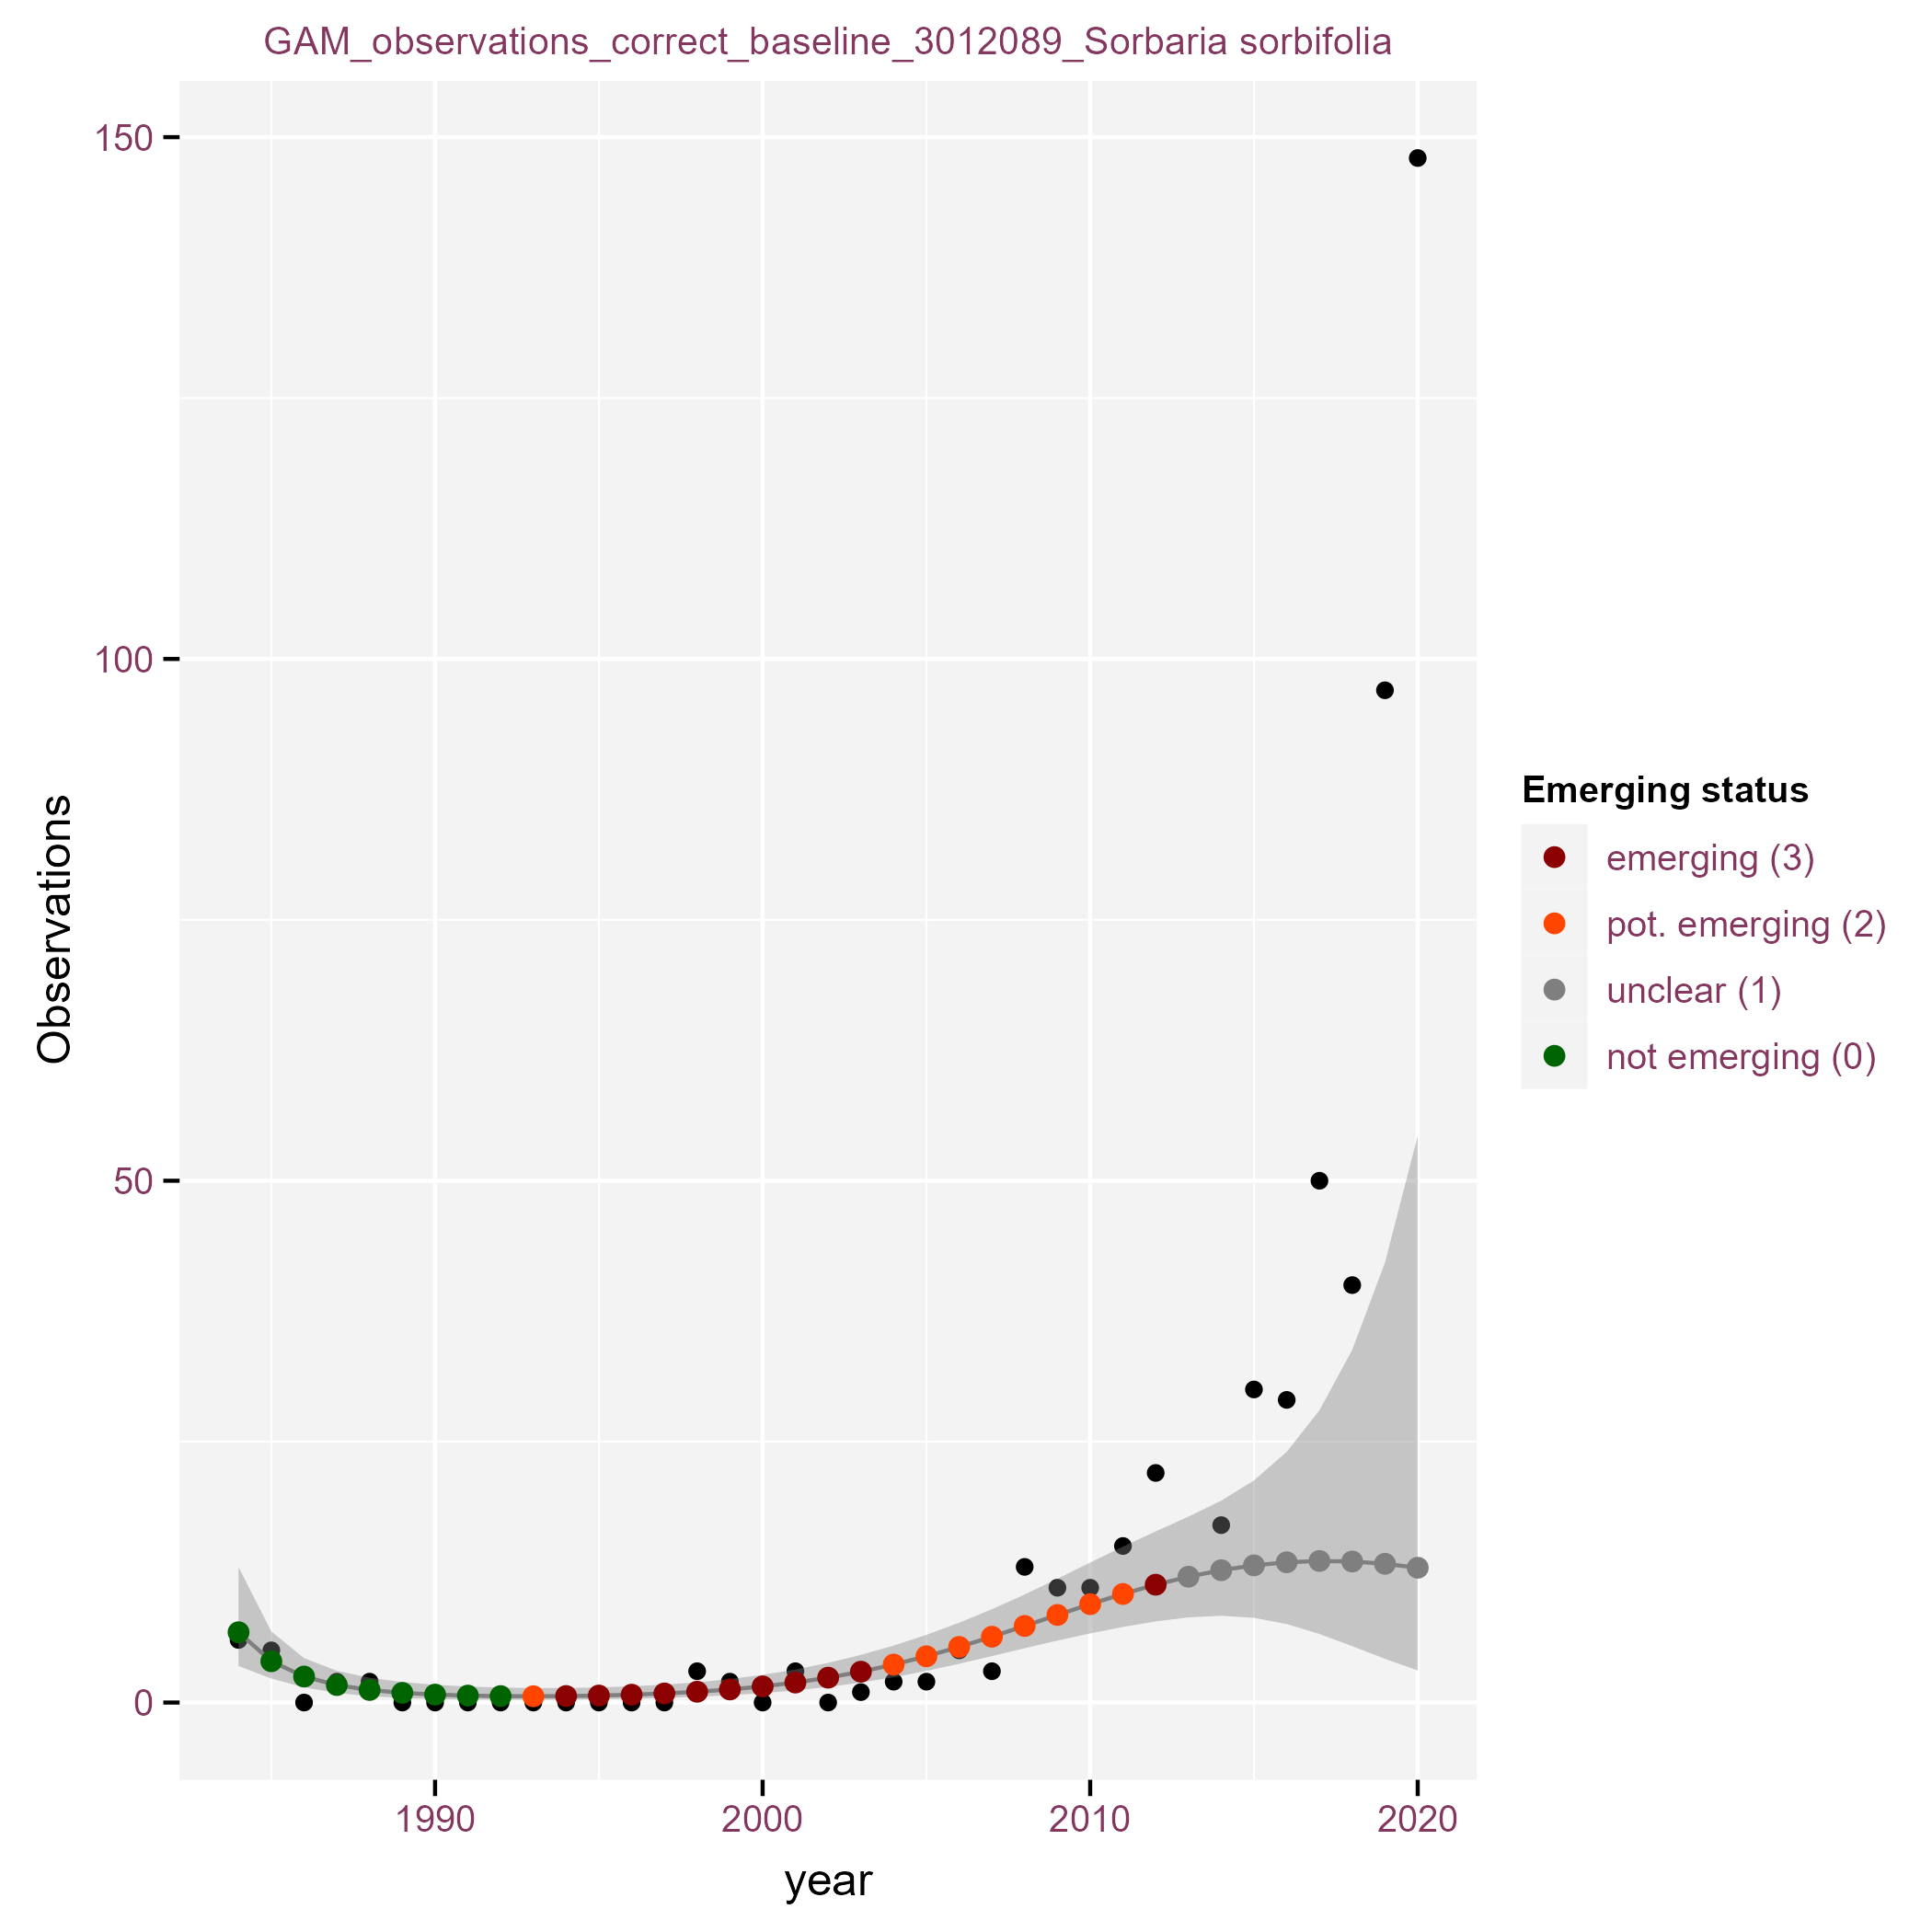 GAM_observations_correct_baseline_3012089_Sorbaria sorbifolia
150
100
50
0
Observations
1990
2000
2010
2020
year
Emerging status
emerging (3)
pot. emerging (2)
unclear (1)
not emerging (0)